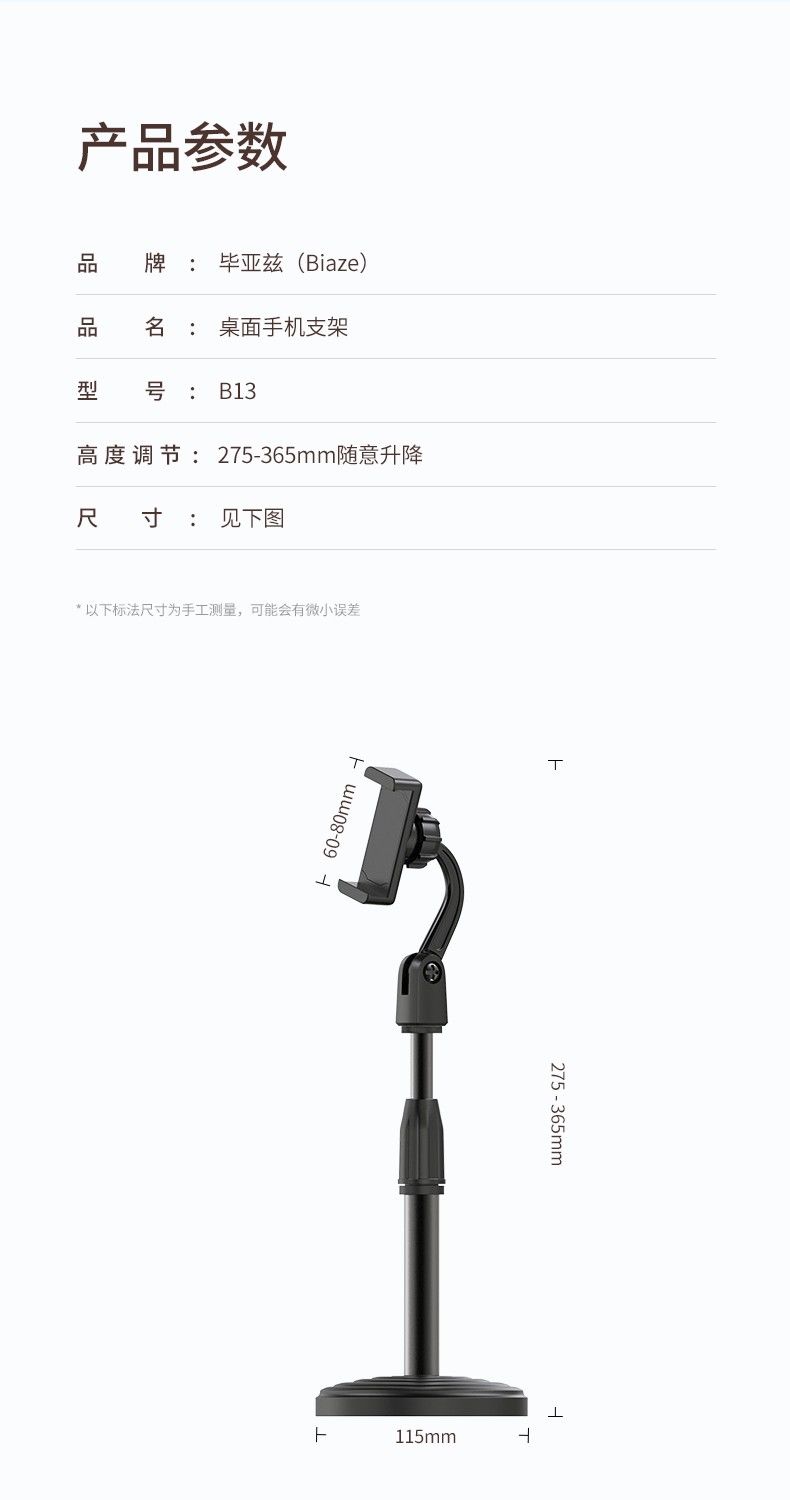 产品参数
品 牌 : 毕亚兹（Biaze）
品 名 : 桌面手机支架
型 号 : B13
高度调节 : 275-365mm随意升降
尺 寸 : 见下图
* 以下标法尺寸为手工测量，可能会有微小误差
60-80mm
275 - 365mm
115mm